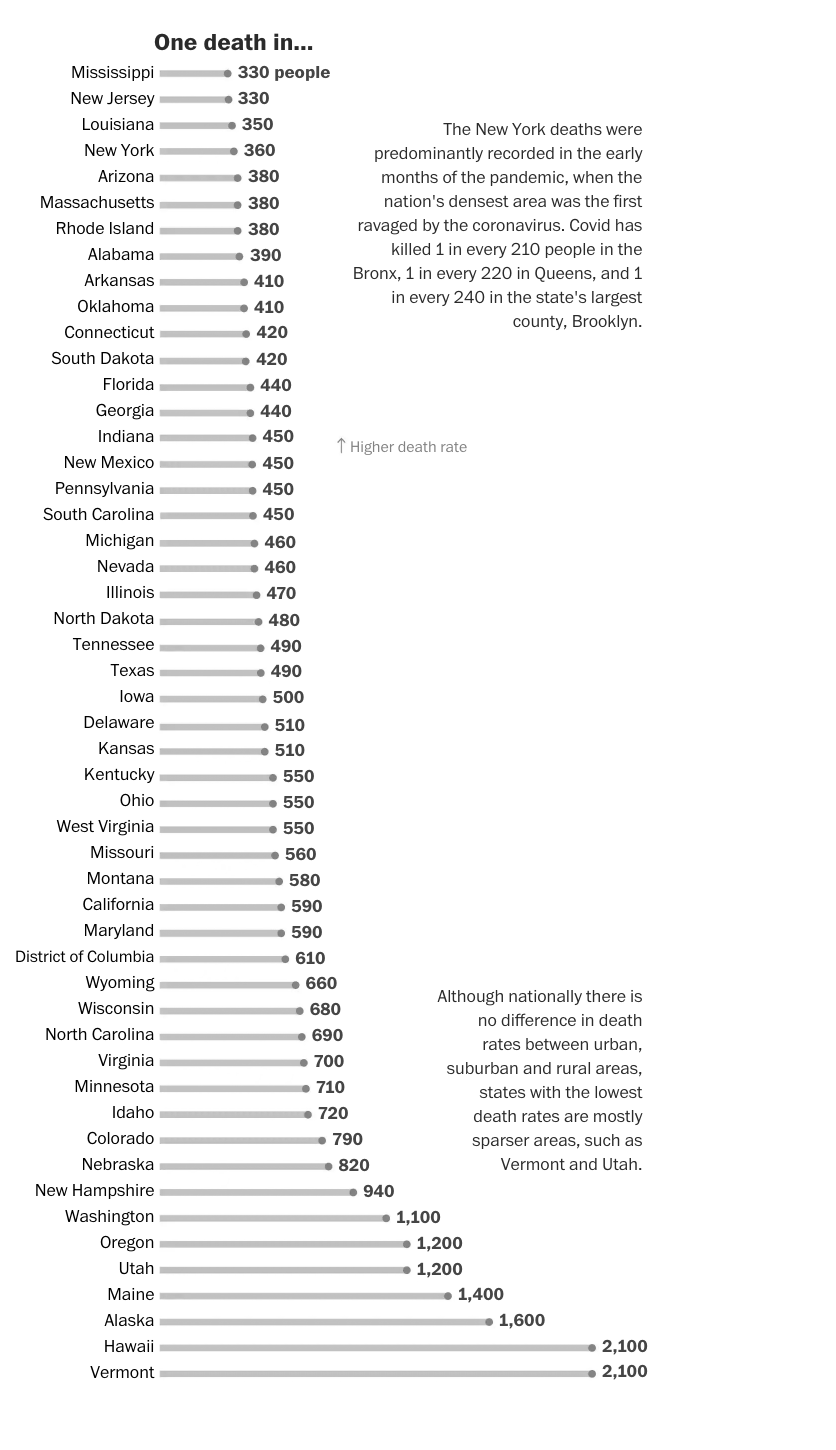 One death in...
Mississippi 330 people
New Jersey 330
Louisiana 350
New York 360
Arizona 380
Massachusetts 380
Rhode Island 380
Alabama 390
Arkansas 410
Oklahoma 410
Connecticut 420
South Dakota 420
Florida 440
Georgia 440
Indiana 450
New Mexico 450
Pennsylvania 450
South Carolina 450
Michigan 460
Nevada 460
Illinois 470
North Dakota 480
Tennessee 490
Texas 490
Iowa 500
Delaware 510
Kansas 510
Kentucky 550
Ohio 550
West Virginia 550
Missouri 560
Montana 580
California 590
Maryland 590
District of Columbia 610
Wyoming 660
Wisconsin 680
North Carolina 690
Virginia 700
Minnesota 710
Idaho 720
Colorado 790
Nebraska 820
New Hampshire 940
Washington 1,100
Oregon 1,200
Utah 1,200
Maine 1,400
Alaska 1,600
Hawaii 2,100
Vermont 2,100
The New York deaths were
predominantly recorded in the early
months of the pandemic, when the
nation's densest area was the first
ravaged by the coronavirus. Covid has
killed 1 in every 210 people in the
Bronx, 1 in every 220 in Queens, and 1
in every 240 in the state's largest
county, Brooklyn.
↑ Higher death rate
Although nationally there is
no difference in death
rates between urban,
suburban and rural areas,
states with the lowest
death rates are mostly
sparser areas, such as
Vermont and Utah.